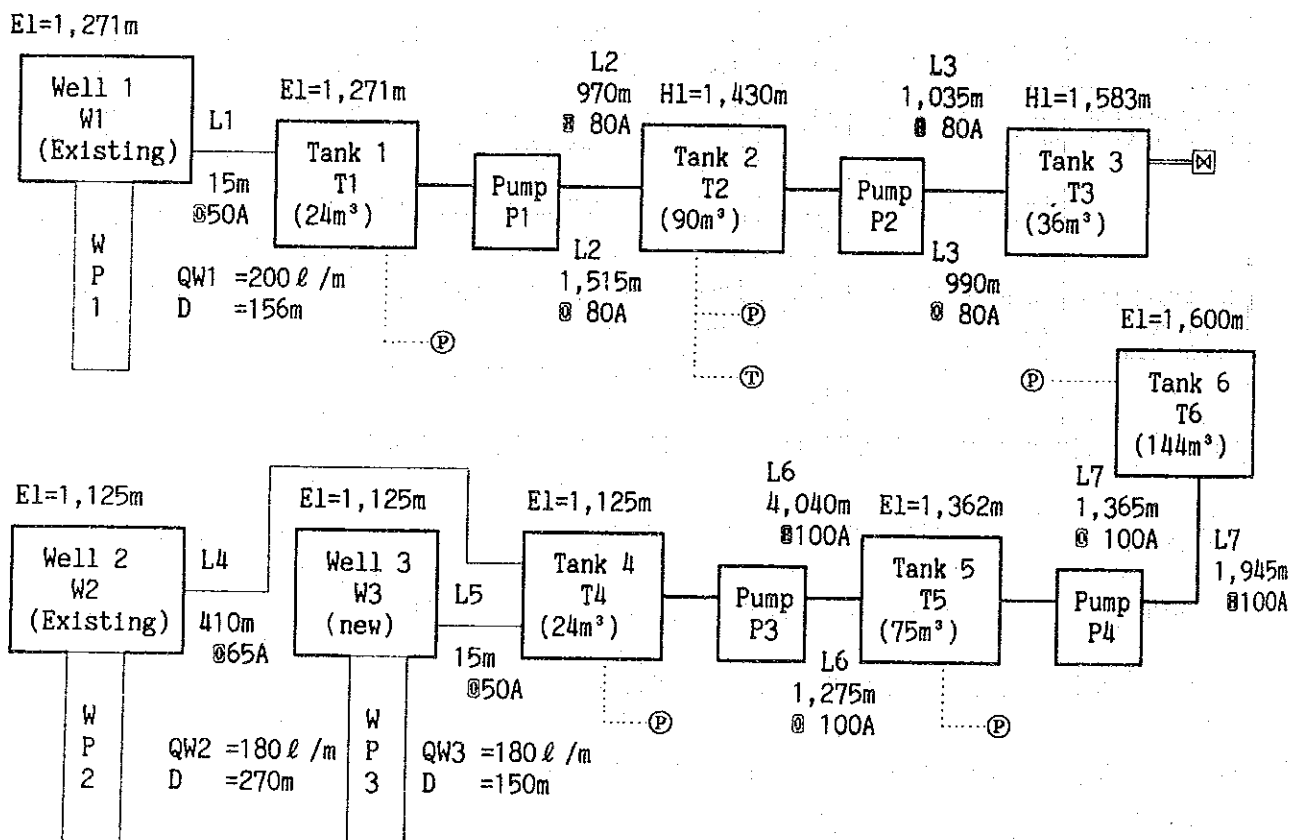 El=1,271m
Well 1
W1
(Existing)
W
P
1
L1
15m
@50A
QW1 =200ℓ/m
D =156m
El=1,271m
Tank 1
T1
(24m³)
Ⓟ
Pump
P1
L2
970m
@ 80A
L2
1,515m
@ 80A
Hl=1,430m
Tank 2
T2
(90m³)
Ⓟ
Ⓣ
Pump
P2
L3
1,035m
@ 80A
L3
990m
@ 80A
Hl=1,583m
Tank 3
T3
(36m³)
El=1,600m
Tank 6
T6
(144m³)
Ⓟ
El=1,125m
Well 2
W2
(Existing)
W
P
2
L4
410m
@65A
QW2 =180ℓ/m
D =270m
El=1,125m
Well 3
W3
(new)
W
P
3
L5
15m
@50A
QW3 =180ℓ/m
D =150m
El=1,125m
Tank 4
T4
(24m³)
Ⓟ
Pump
P3
L6
4,040m
@100A
L6
1,275m
@ 100A
El=1,362m
Tank 5
T5
(75m³)
Ⓟ
Pump
P4
L7
1,365m
@ 100A
L7
1,945m
@100A